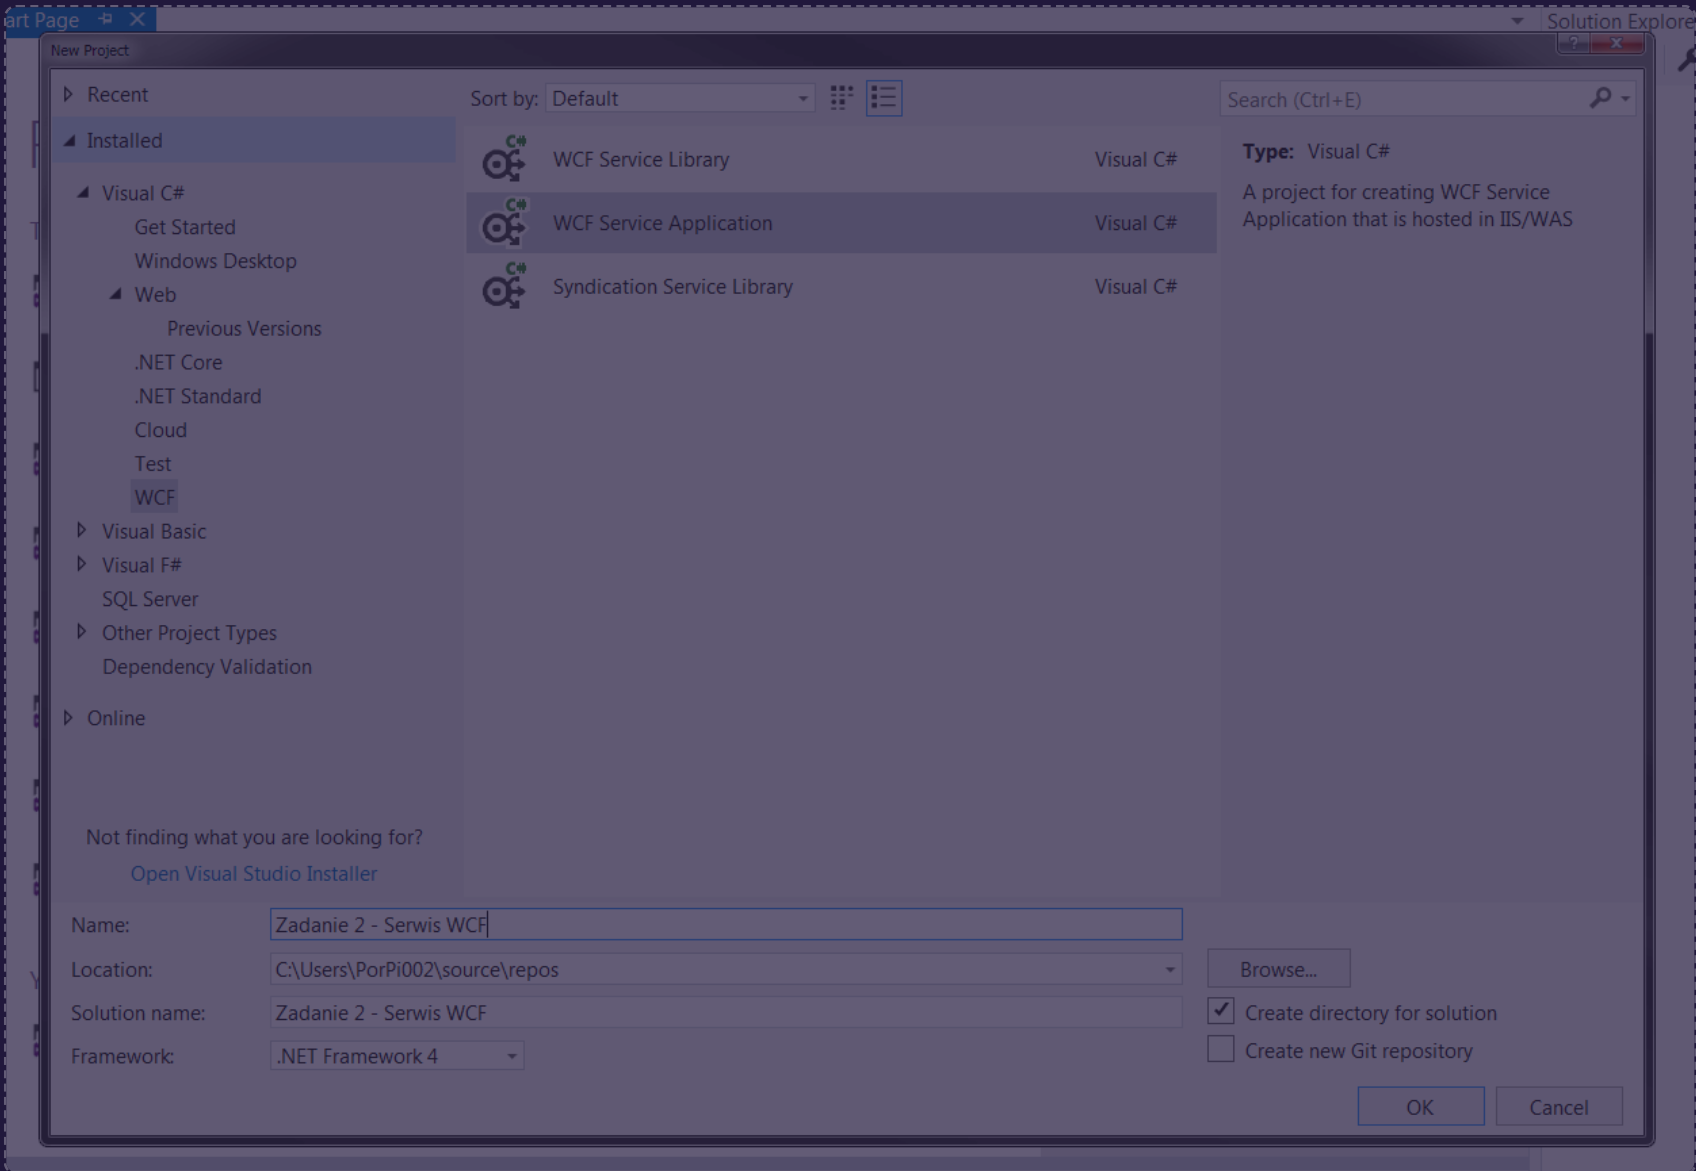 art Page
Solution Explore
New Project
Recent
Installed
Visual C#
Get Started
Windows Desktop
Web
Previous Versions
.NET Core
.NET Standard
Cloud
Test
WCF
Visual Basic
Visual F#
SQL Server
Other Project Types
Dependency Validation
Online
Not finding what you are looking for?
Open Visual Studio Installer
Sort by: Default
C# WCF Service Library Visual C#
C# WCF Service Application Visual C#
C# Syndication Service Library Visual C#
Search (Ctrl+E)
Type: Visual C#
A project for creating WCF Service
Application that is hosted in IIS/WAS
Name: Zadanie 2 - Serwis WCF
Location: C:\Users\PorPi002\source\repos
Browse...
Solution name: Zadanie 2 - Serwis WCF
Create directory for solution
Framework: .NET Framework 4
Create new Git repository
OK
Cancel